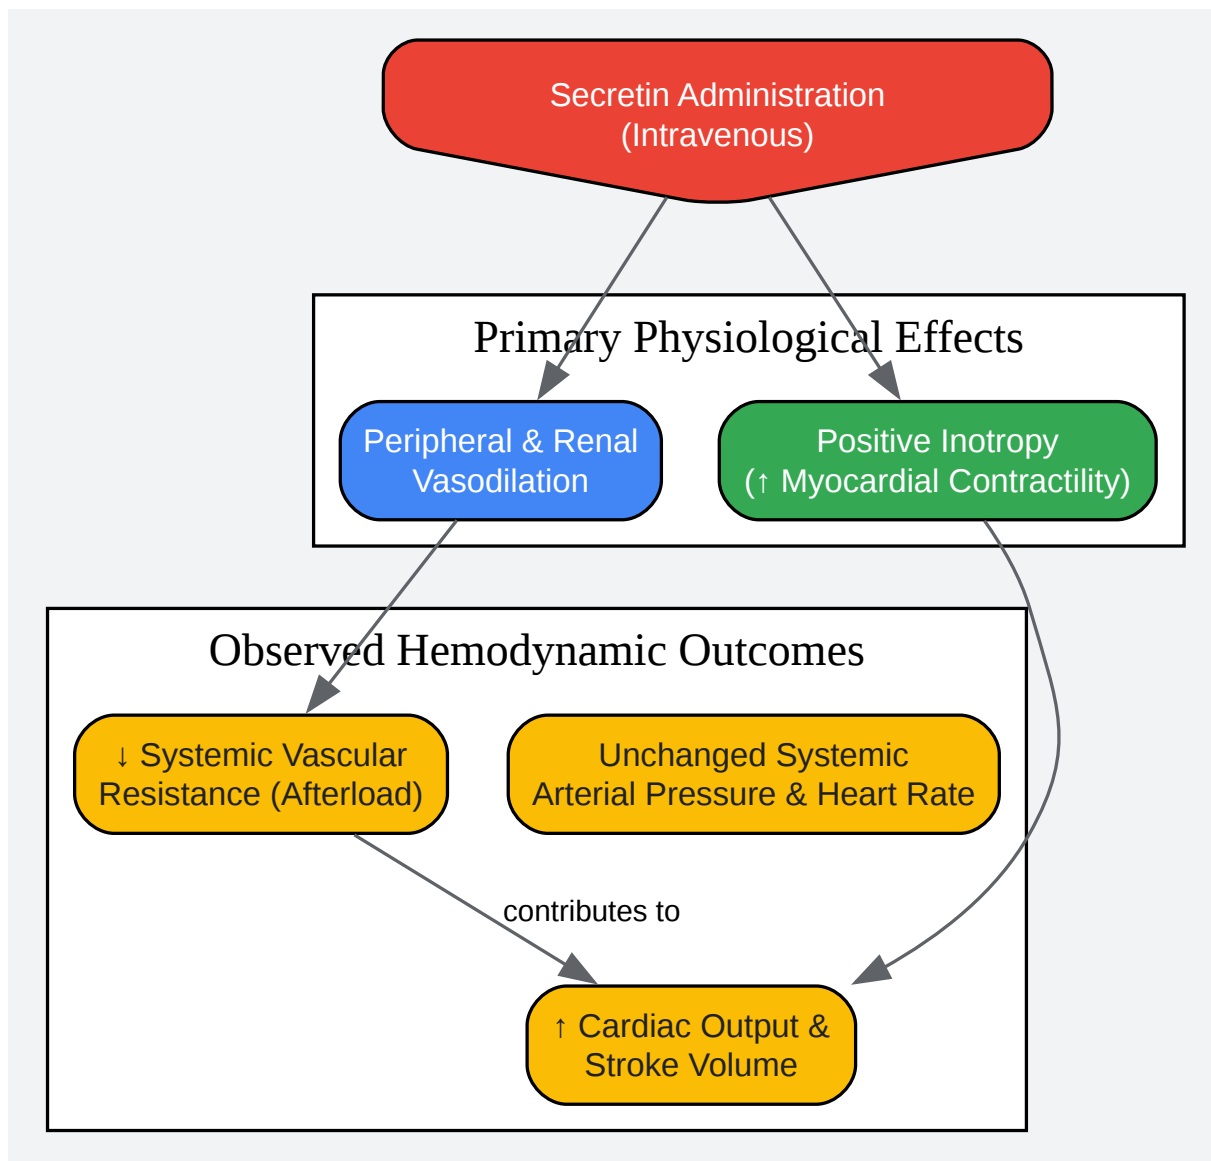 Secretin Administration
(Intravenous)
Primary Physiological Effects
Peripheral & Renal
Vasodilation
Positive Inotropy
(↑ Myocardial Contractility)
Observed Hemodynamic Outcomes
↓ Systemic Vascular
Resistance (Afterload)
Unchanged Systemic
Arterial Pressure & Heart Rate
contributes to
↑ Cardiac Output &
Stroke Volume